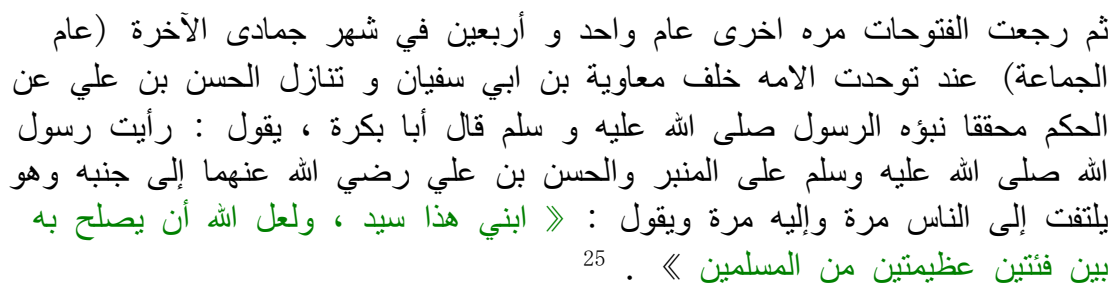 ثم رجعت الفتوحات مره اخرى عام واحد و أربعين في شهر جمادى الآخرة (عام
الجماعة) عند توحدت الامه خلف معاوية بن ابي سفيان و تنازل الحسن بن علي عن
الحكم محققا نبؤه الرسول صلى الله عليه و سلم قال أبا بكرة ، يقول : رأيت رسول
الله صلى الله عليه وسلم على المنبر والحسن بن علي رضي الله عنهما إلى جنبه وهو
يلتفت إلى الناس مرة وإليه مرة ويقول : 《 ابني هذا سيد ، ولعل الله أن يصلح به
بين فئتين عظيمتين من المسلمين 》 . 25